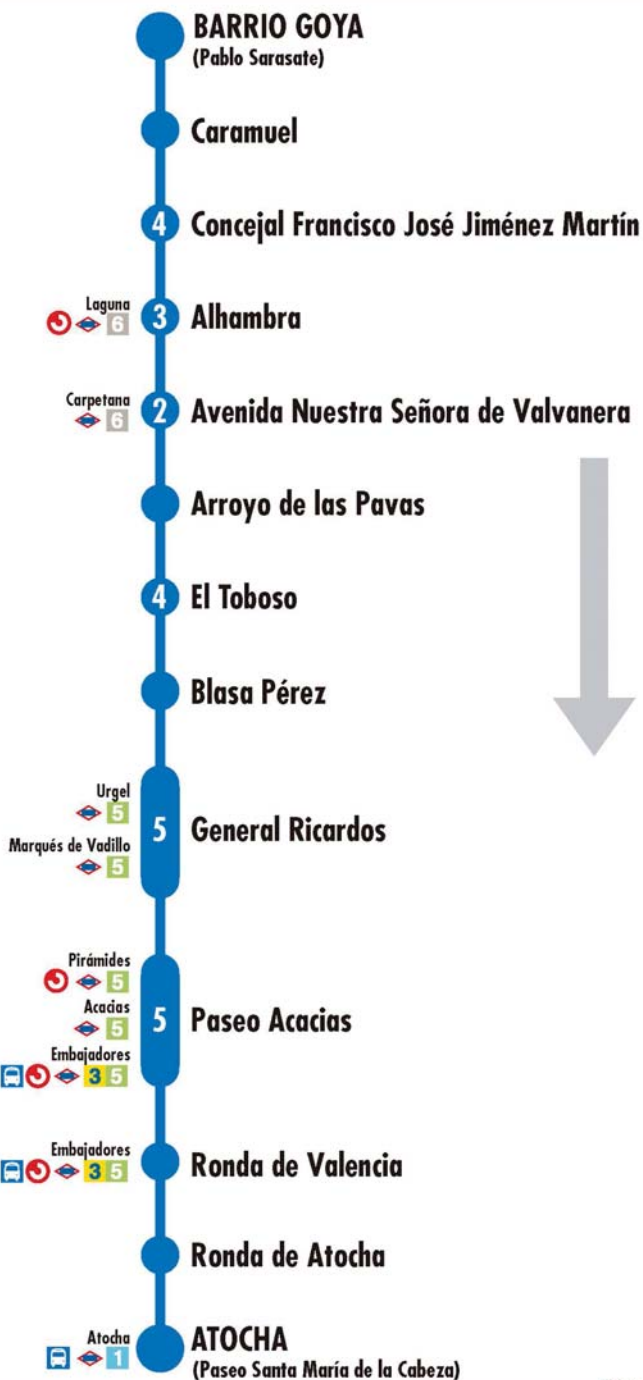 BARRIO GOYA
(Pablo Sarasate)
Caramuel
4 Concejal Francisco José Jiménez Martín
Laguna
6
3 Alhambra
Carpetana
6
2 Avenida Nuestra Señora de Valvanera
Arroyo de las Pavas
4 El Toboso
Blasa Pérez
Urgel
5
Marqués de Vadillo
5
5 General Ricardos
Pirámides
5
Acacias
5
Embajadores
3 5
5 Paseo Acacias
Embajadores
3 5
Ronda de Valencia
Ronda de Atocha
Atocha
1
ATOCHA
(Paseo Santa María de la Cabeza)